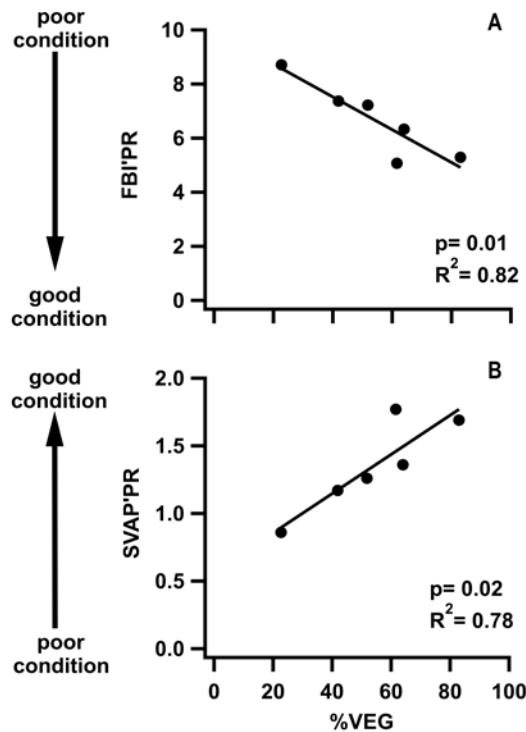 poor
condition
good
condition
A
10
8
6
4
2
0
FBI'PR
p= 0.01
R²= 0.82
good
condition
poor
condition
B
2.0
1.5
1.0
0.5
0.0
SVAP'PR
p= 0.02
R²= 0.78
0 20 40 60 80 100
%VEG